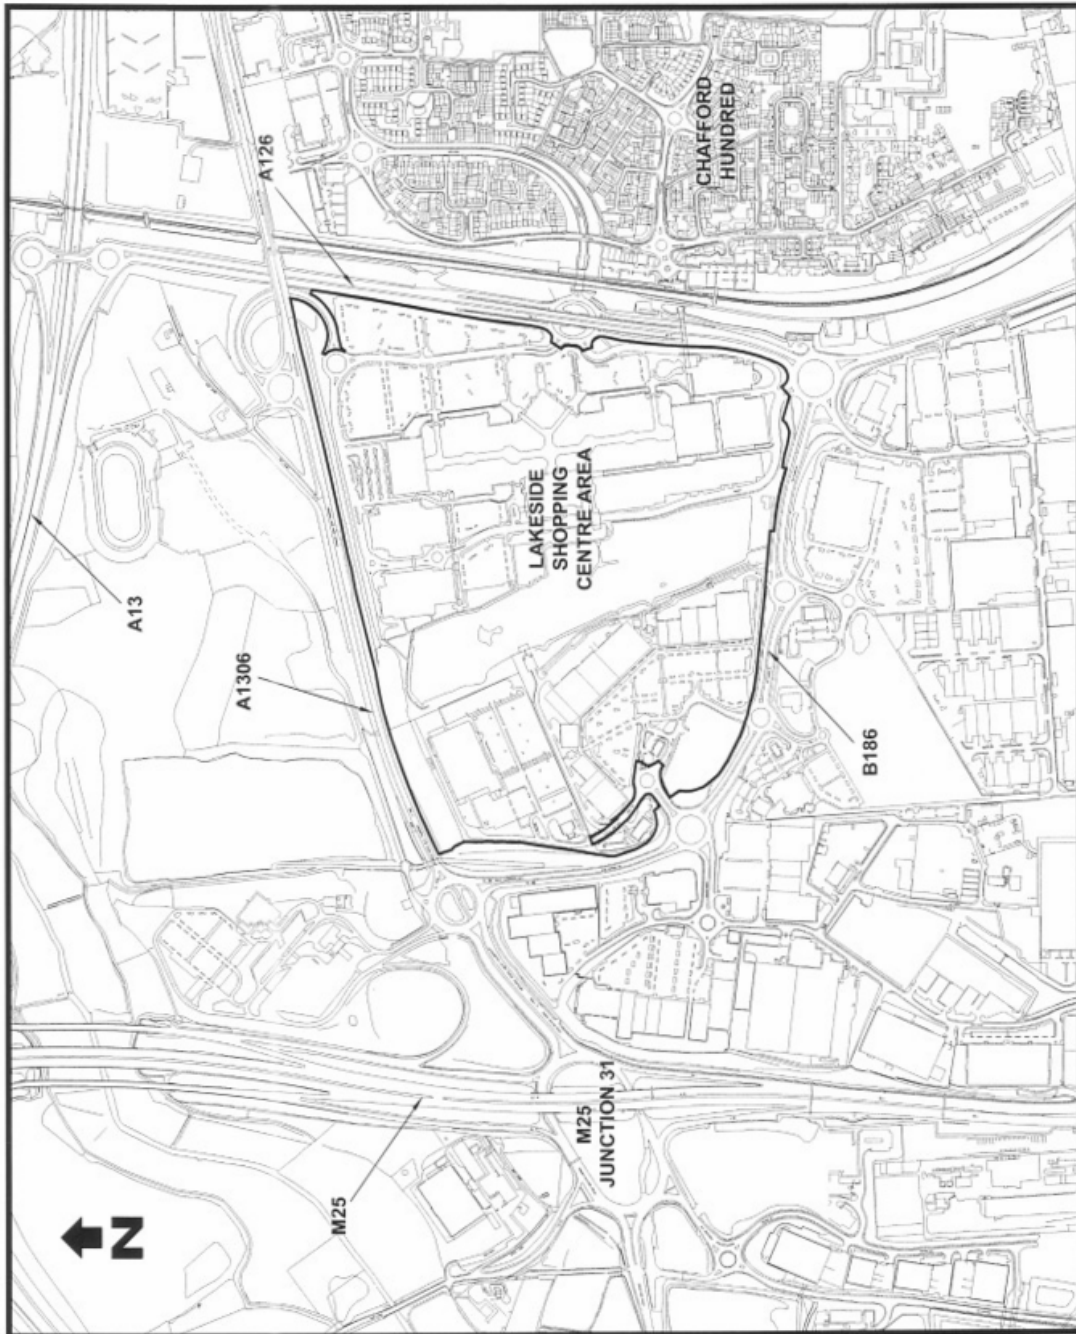 A13
A1306
A126
CHAFFORD
HUNDRED
LAKESIDE
SHOPPING
CENTRE AREA
B186
M25
JUNCTION 31
M25
N